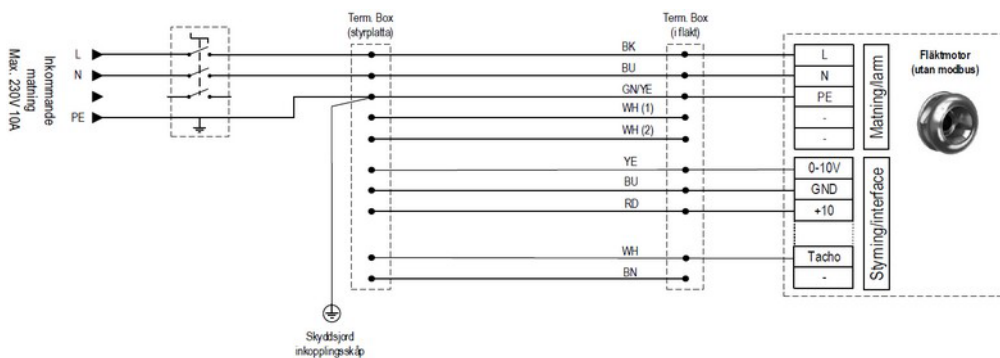 Term. Box
(styrplatta)
Term. Box
(i fläkt)
Inkommande
matning
Max. 230V 10A
L
N
PE
BK
BU
GN/YE
WH (1)
WH (2)
YE
BU
RD
WH
BN
L
N
PE
-
-
Matning/larm
0-10V
GND
+10
Tacho
-
Styrning/interface
Fläktmotor
(utan modbus)
Skyddsjord
inkopplingsskåp